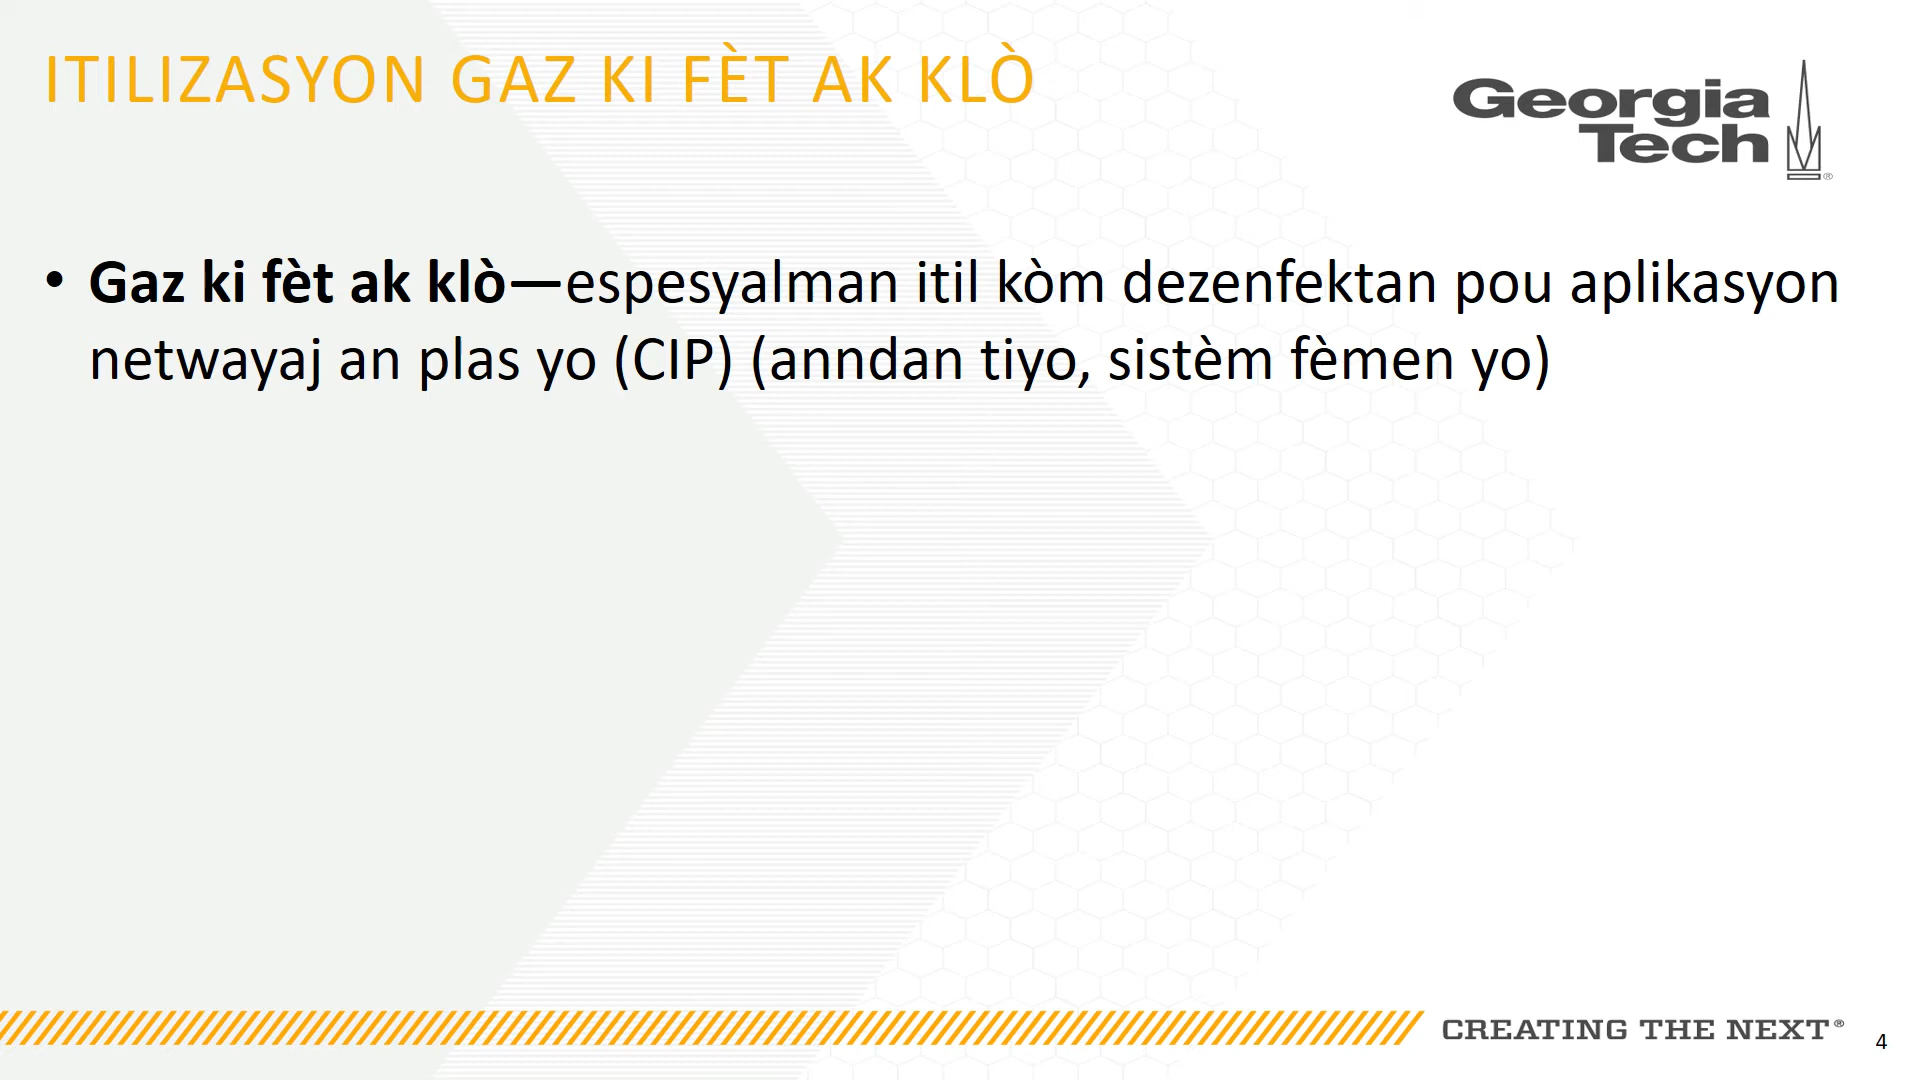 ITILIZASYON GAZ KI FÈT AK KLÒ
Georgia
Tech
®
• Gaz ki fèt ak klò—espesyalman itil kòm dezenfektan pou aplikasyon
netwayaj an plas yo (CIP) (anndan tiyo, sistèm fèmen yo)
CREATING THE NEXT®
4